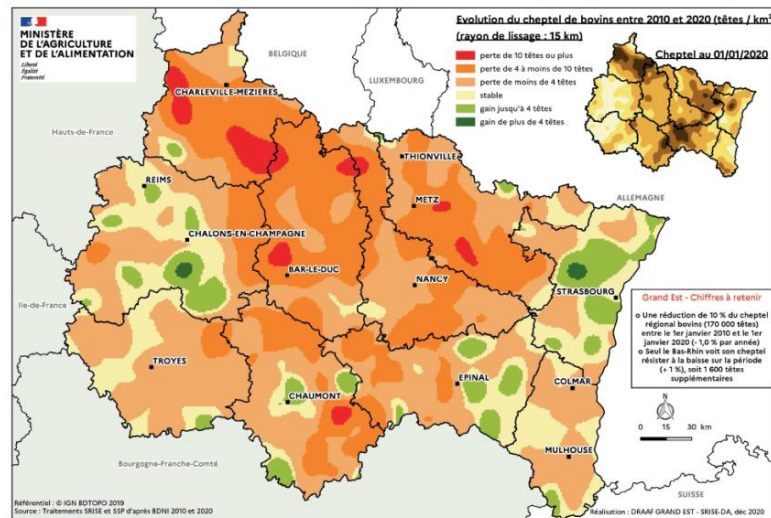 MINISTÈRE
DE L'AGRICULTURE
ET DE L'ALIMENTATION
Liberté
Égalité
Fraternité
Evolution du cheptel de bovins entre 2010 et 2020 (têtes / km²)
(rayon de lissage : 15 km)
perte de 10 têtes ou plus
perte de 4 à moins de 10 têtes
perte de moins de 4 têtes
stable
gain jusqu'à 4 têtes
gain de plus de 4 têtes
Cheptel au 01/01/2020
BELGIQUE
LUXEMBOURG
CHARLEVILLE-MEZIERES
Hauts-de-France
THIONVILLE
REIMS
METZ
ALLEMAGNE
CHALONS-EN-CHAMPAGNE
BAR-LE-DUC
NANCY
STRASBOURG
Ile-de-France
Grand Est - Chiffres à retenir
o Une réduction de 10 % du cheptel
régional bovins (170 000 têtes)
entre le 1er janvier 2010 et le 1er
janvier 2020 (- 1,0 % par année)
o Seul le Bas-Rhin voit son cheptel
résister à la baisse sur la période
(+ 1%), soit 1 600 têtes
supplémentaires
TROYES
EPINAL
COLMAR
CHAUMONT
N
0 15 30 km
MULHOUSE
Bourgogne-Franche-Comté
SUISSE
Référentiel : © IGN BDTOPO 2019
Source : Traitements SRISE et SSP d'après BDNI 2010 et 2020
Réalisation : DRAAF GRAND EST - SRISE-DA, déc 2020